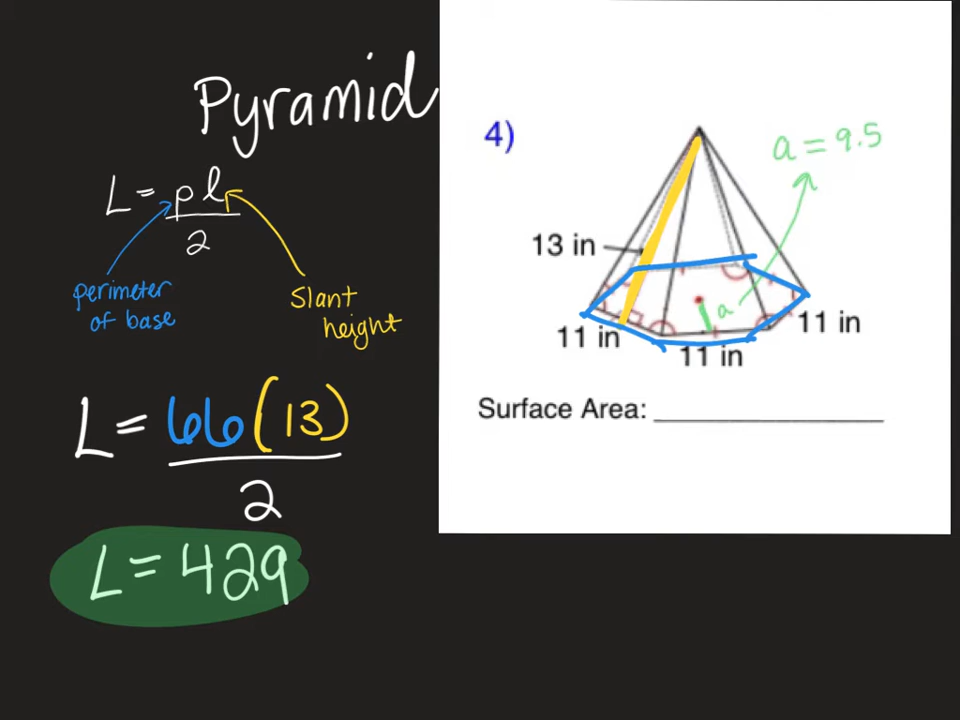 Pyramid
L = pl
2
perimeter
of base
Slant
height
L = 66 (13)
2
L = 429
4)
a = 9.5
13 in
a
11 in
11 in
11 in
Surface Area: ____________